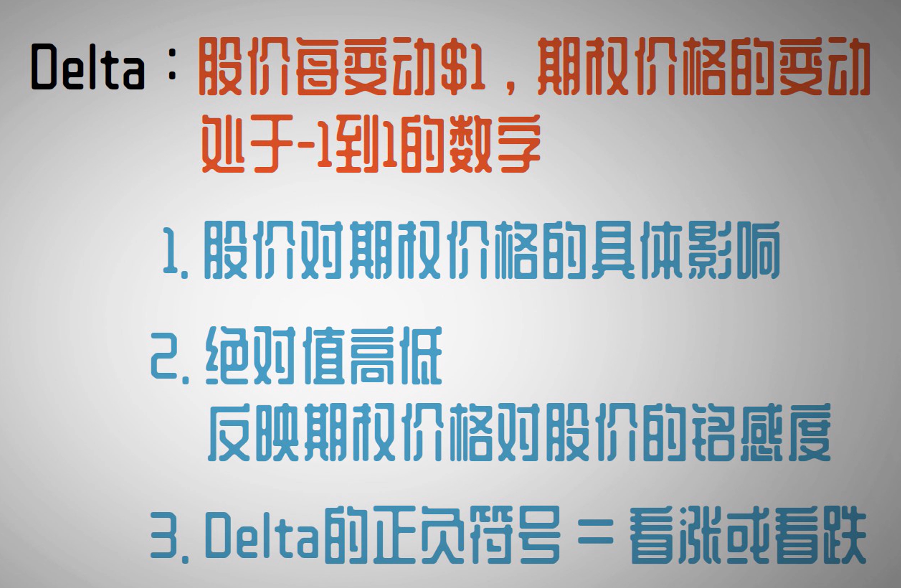 Delta：股价每变动$1，期权价格的变动
处于-1到1的数字
1. 股价对期权价格的具体影响
2. 绝对值高低
反映期权价格对股价的铭感度
3. Delta的正负符号 = 看涨或看跌